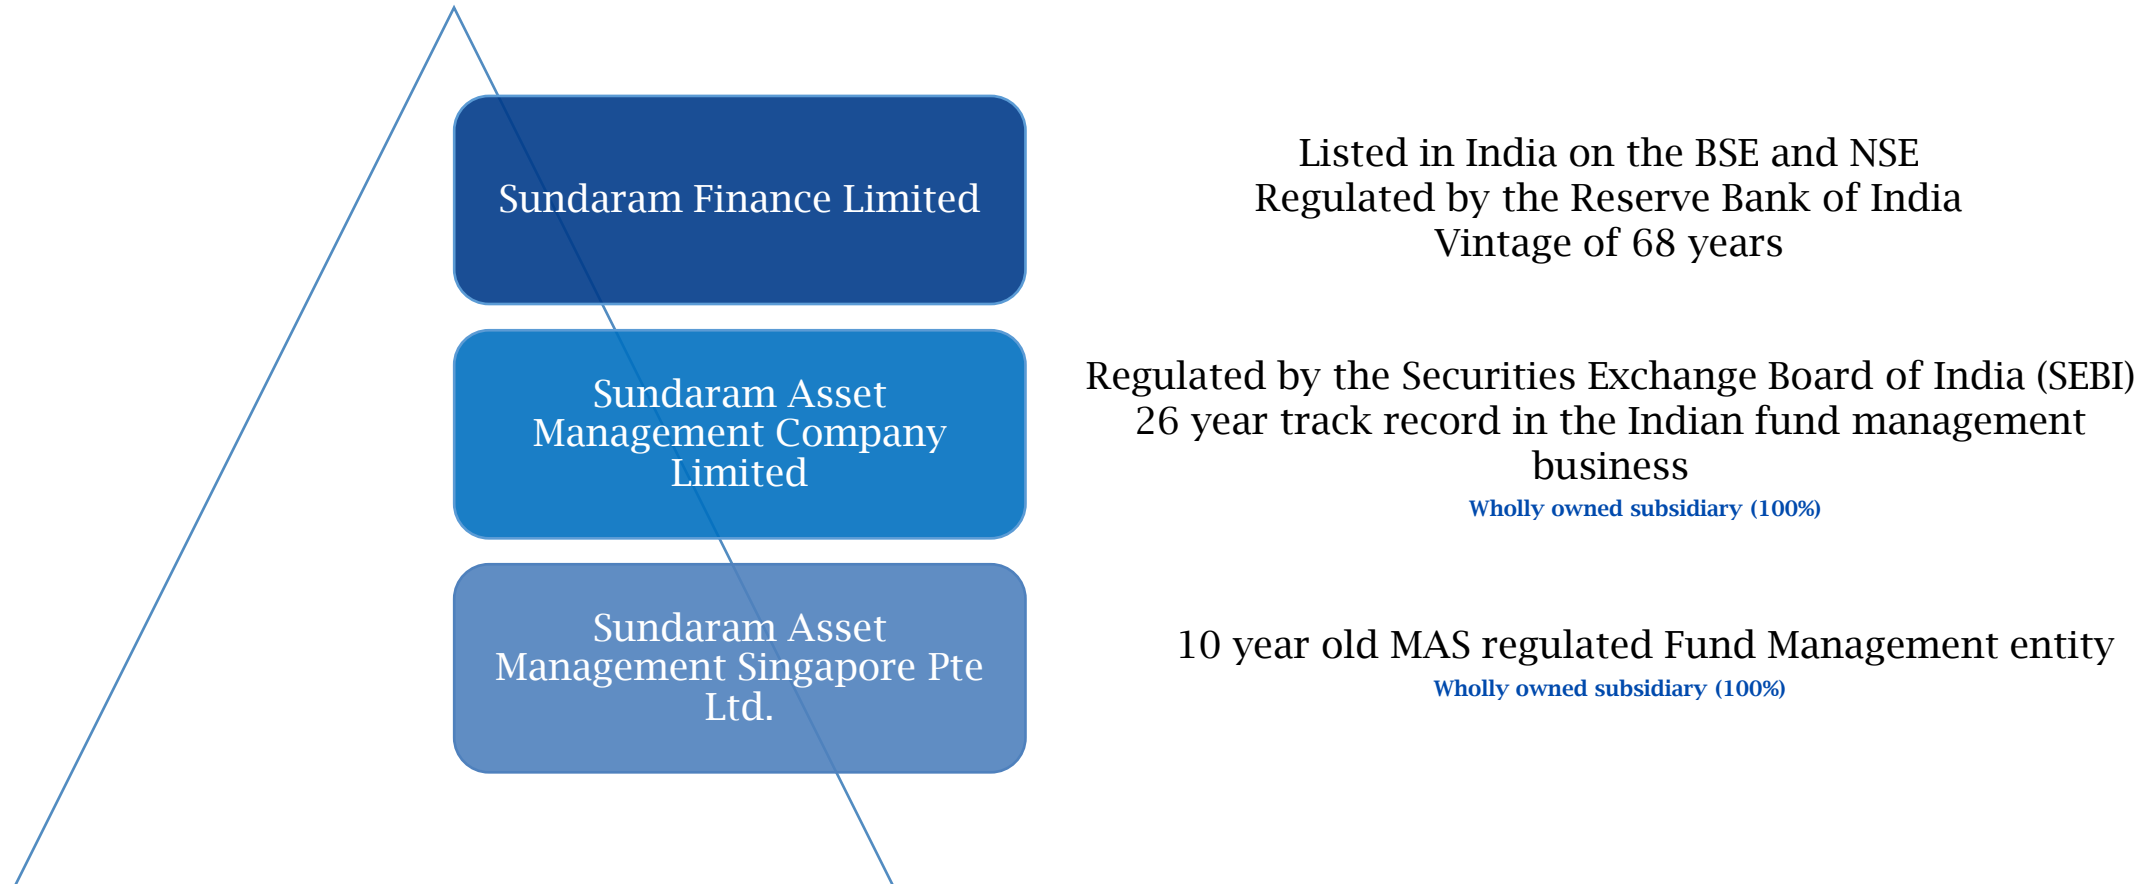 Sundaram Finance Limited
Listed in India on the BSE and NSE
Regulated by the Reserve Bank of India
Vintage of 68 years
Sundaram Asset
Management Company
Limited
Regulated by the Securities Exchange Board of India (SEBI)
26 year track record in the Indian fund management
business
Wholly owned subsidiary (100%)
Sundaram Asset
Management Singapore Pte
Ltd.
10 year old MAS regulated Fund Management entity
Wholly owned subsidiary (100%)